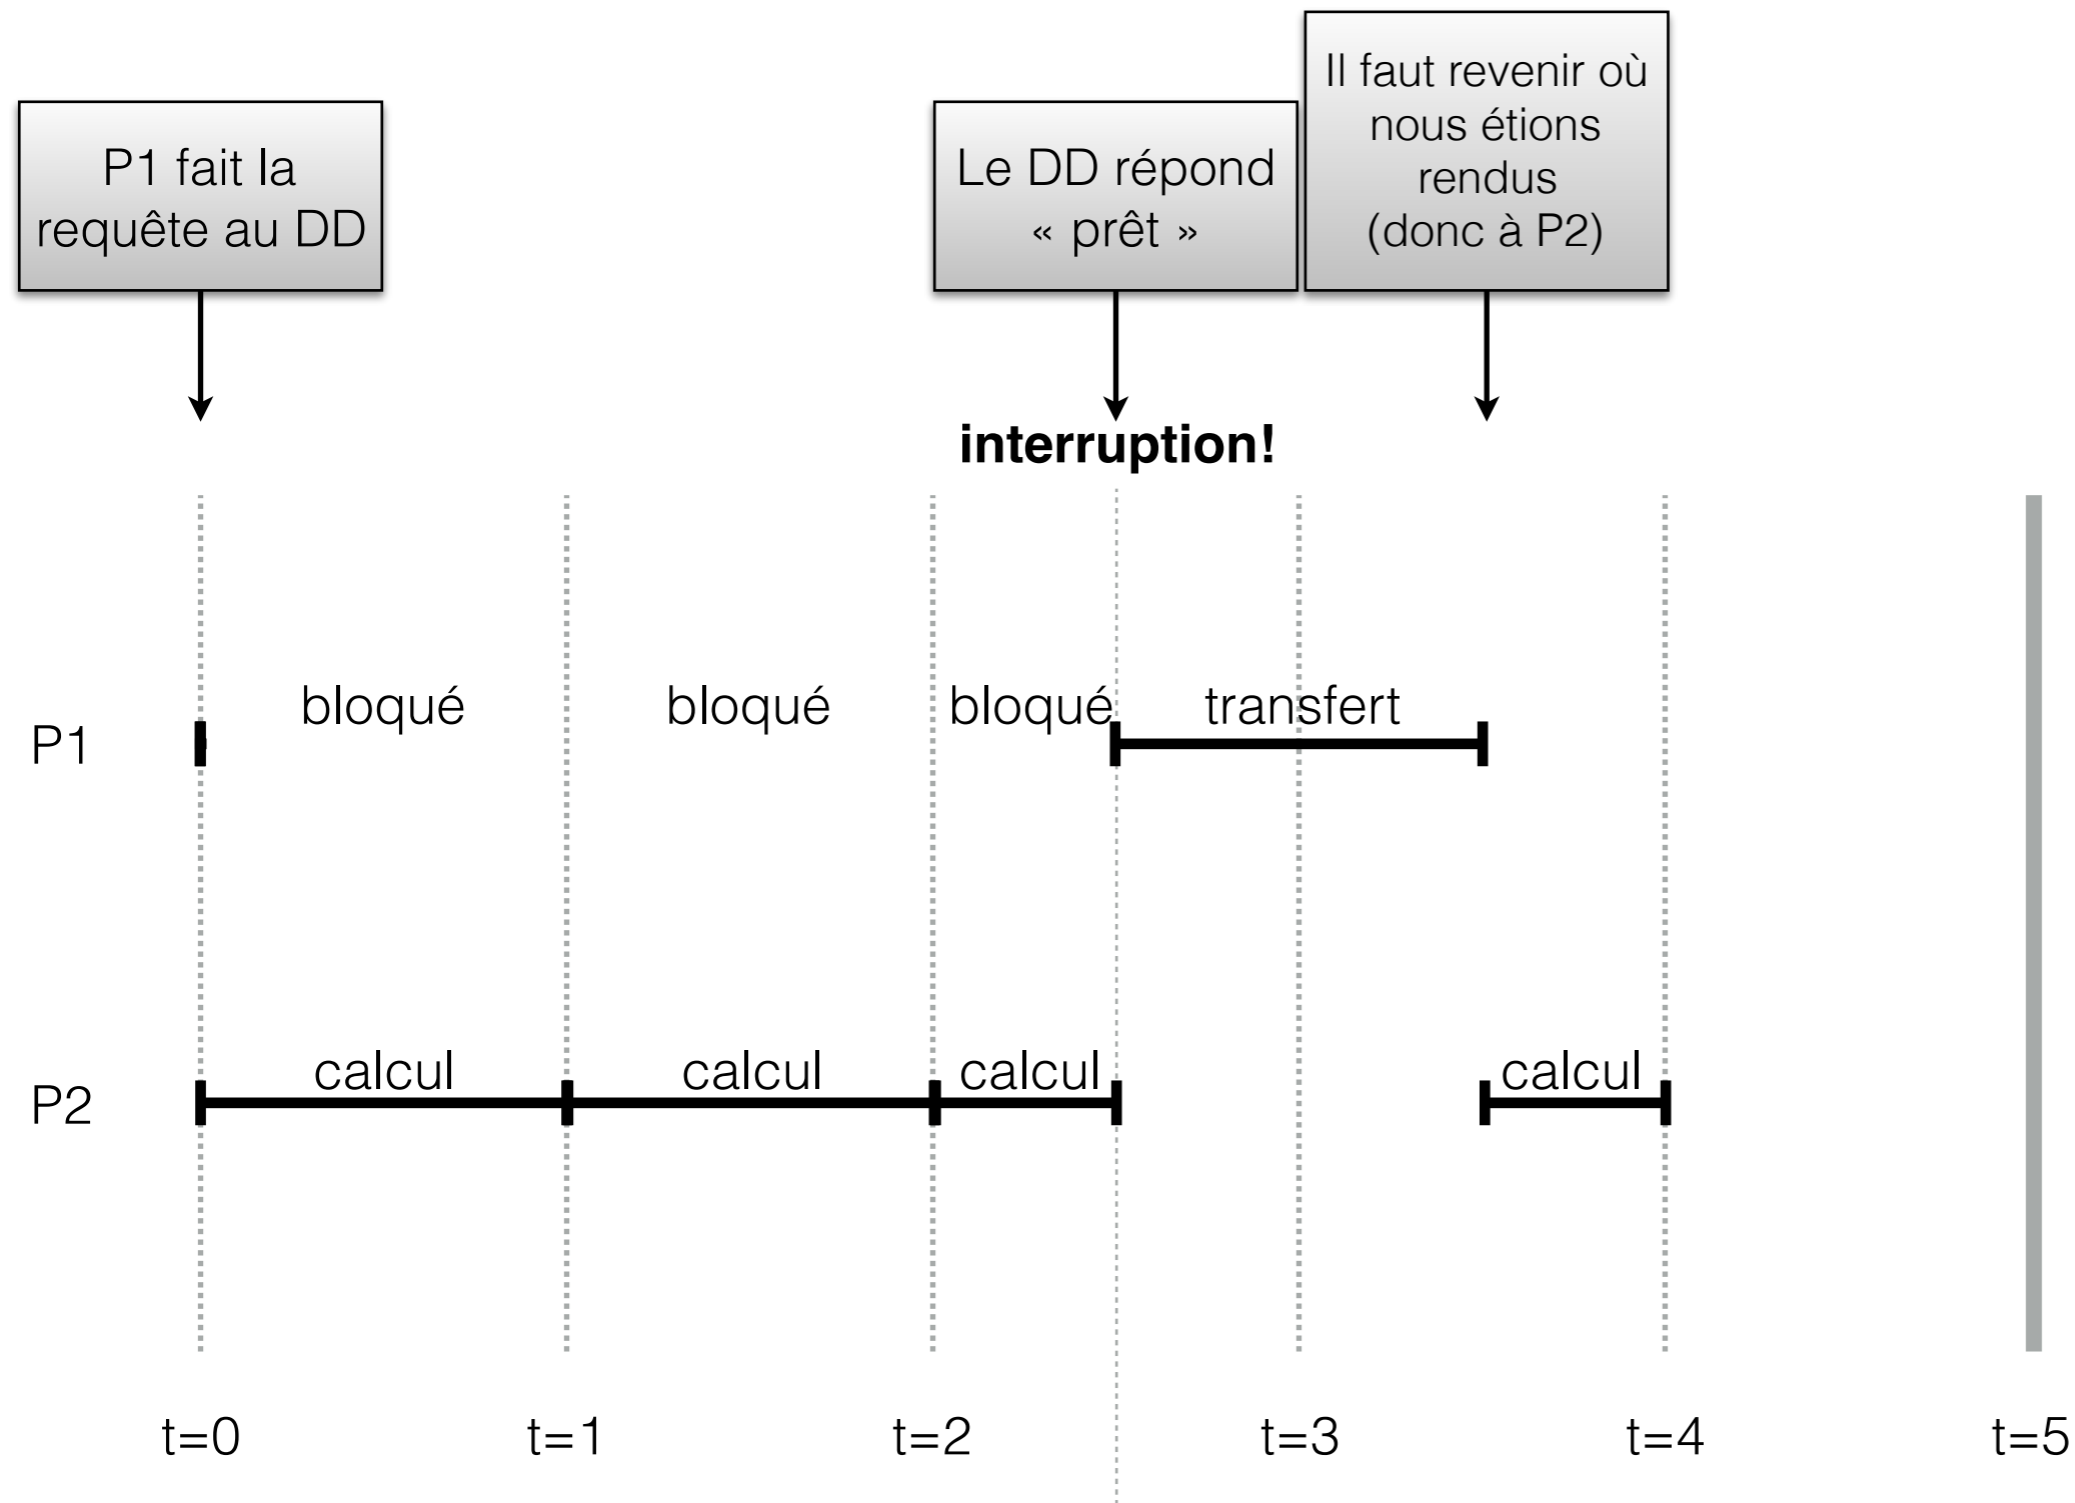 P1 fait la
requête au DD
Le DD répond
« prêt »
Il faut revenir où
nous étions
rendus
(donc à P2)
interruption!
bloqué
bloqué
bloqué
transfert
P1
calcul
calcul
calcul
calcul
P2
t=0
t=1
t=2
t=3
t=4
t=5